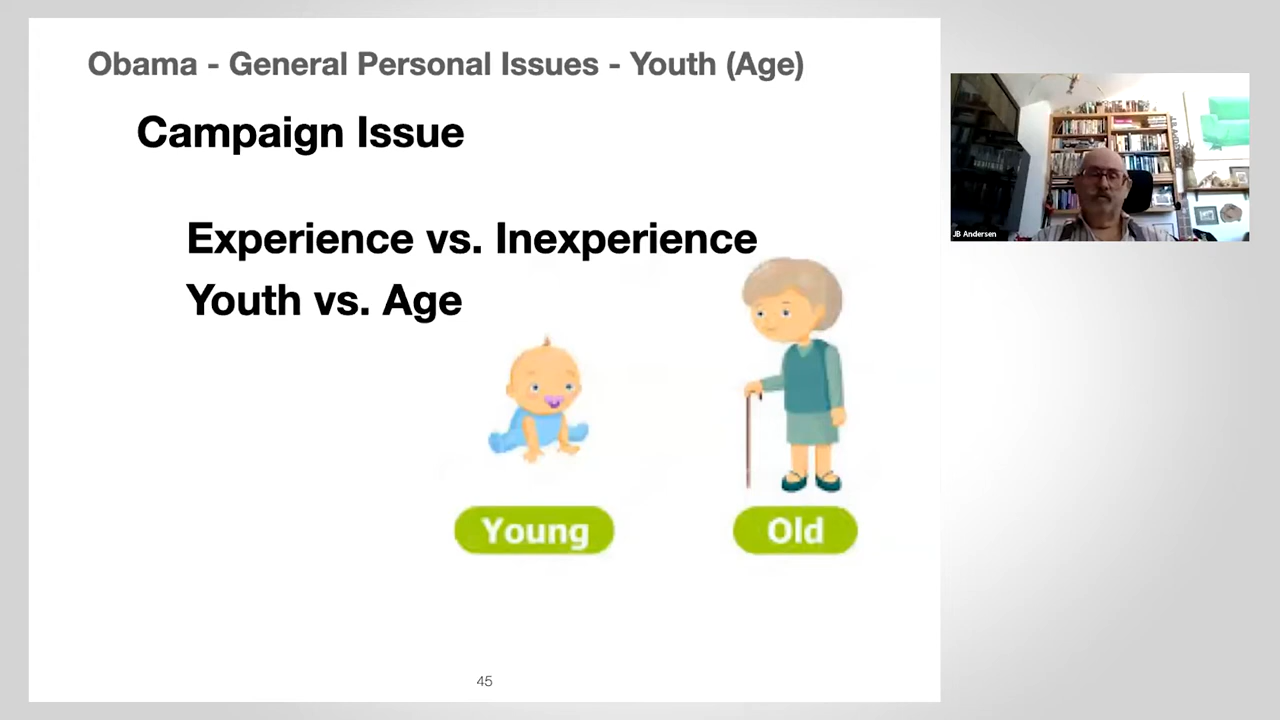 Obama - General Personal Issues - Youth (Age)
Campaign Issue
Experience vs. Inexperience
Youth vs. Age
Young
Old
45
JB Andersen